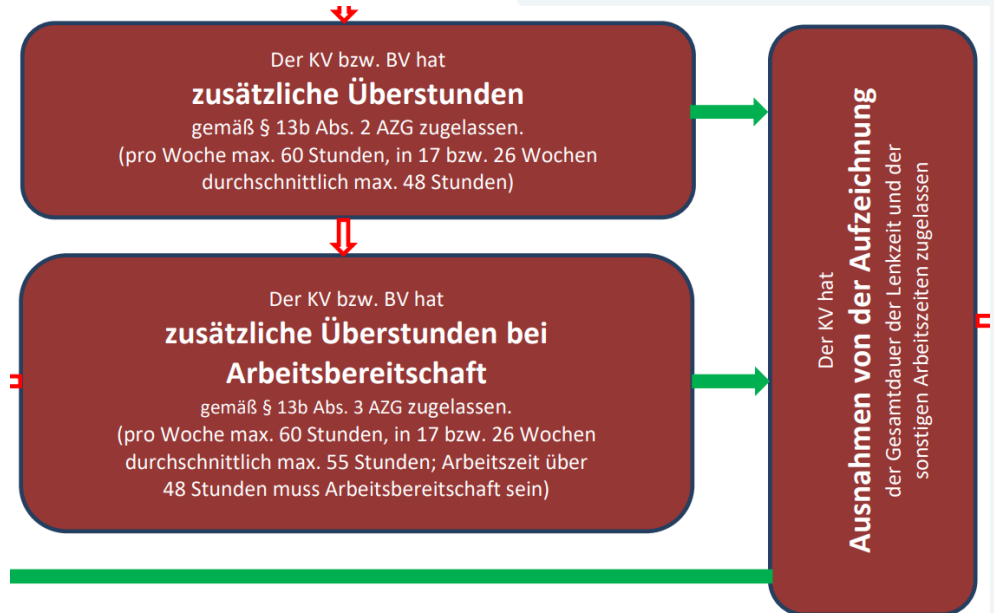 Der KV bzw. BV hat
zusätzliche Überstunden
gemäß § 13b Abs. 2 AZG zugelassen.
(pro Woche max. 60 Stunden, in 17 bzw. 26 Wochen
durchschnittlich max. 48 Stunden)
Der KV bzw. BV hat
zusätzliche Überstunden bei
Arbeitsbereitschaft
gemäß § 13b Abs. 3 AZG zugelassen.
(pro Woche max. 60 Stunden, in 17 bzw. 26 Wochen
durchschnittlich max. 55 Stunden; Arbeitszeit über
48 Stunden muss Arbeitsbereitschaft sein)
Der KV hat
Ausnahmen von der Aufzeichnung
der Gesamtdauer der Lenkzeit und der
sonstigen Arbeitszeiten zugelassen